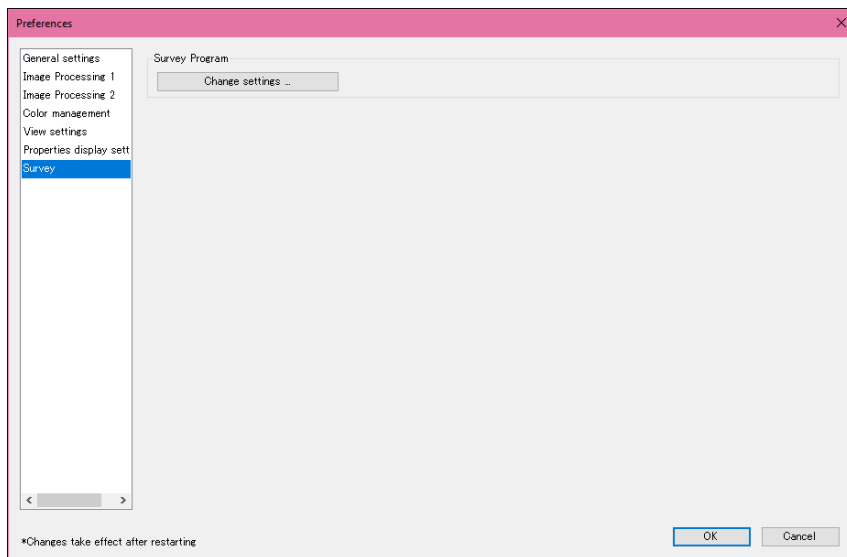 Preferences
General settings
Image Processing 1
Image Processing 2
Color management
View settings
Properties display sett
Survey
Survey Program
Change settings ...
*Changes take effect after restarting
OK
Cancel